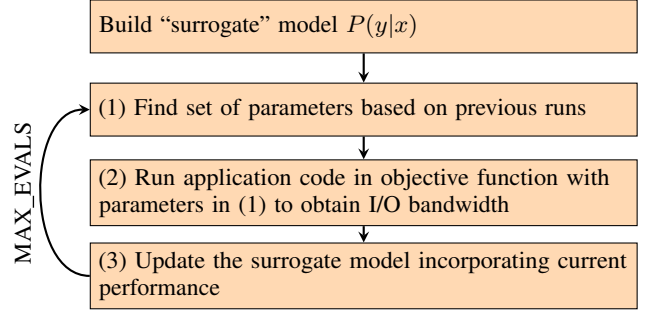 Build “surrogate” model P(y|x)
(1) Find set of parameters based on previous runs
(2) Run application code in objective function with
parameters in (1) to obtain I/O bandwidth
(3) Update the surrogate model incorporating current
performance
MAX_EVALS